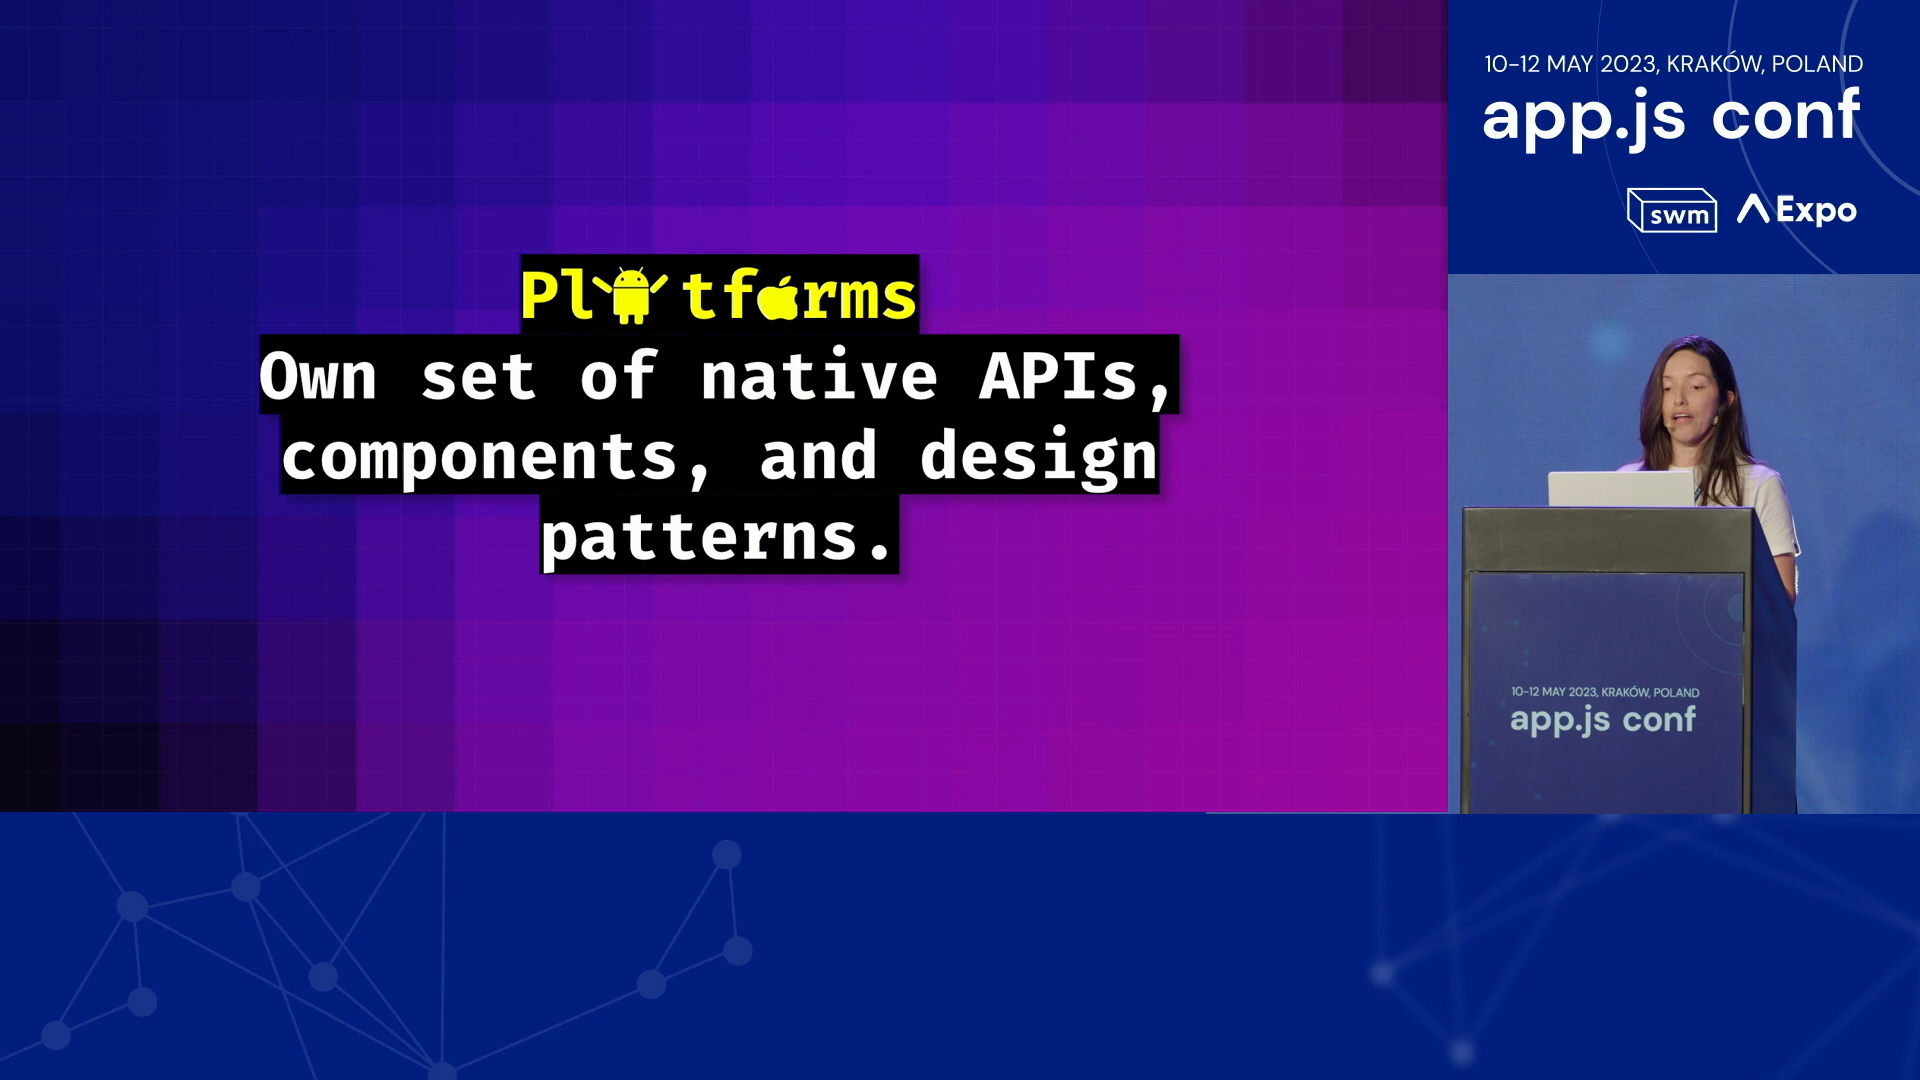 Pl tf rms
Own set of native APIs,
components, and design
patterns.
10-12 MAY 2023, KRAKÓW, POLAND
app.js conf
swm
Expo
10-12 MAY 2023, KRAKÓW, POLAND
app.js conf